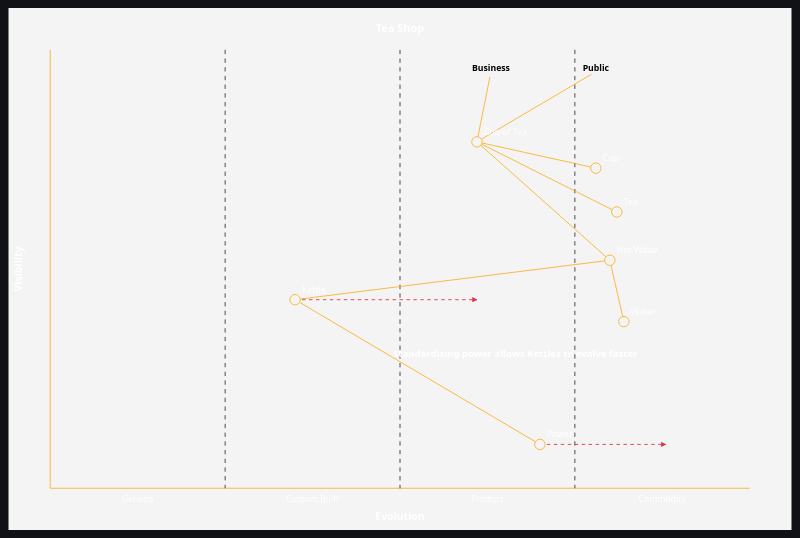 Tea Shop
Business
Public
Cup of Tea
Cup
Tea
Hot Water
Visibility
Kettle
Water
Standardising power allows Kettles to evolve faster
Power
Genesis
Custom Built
Product
Commodity
Evolution